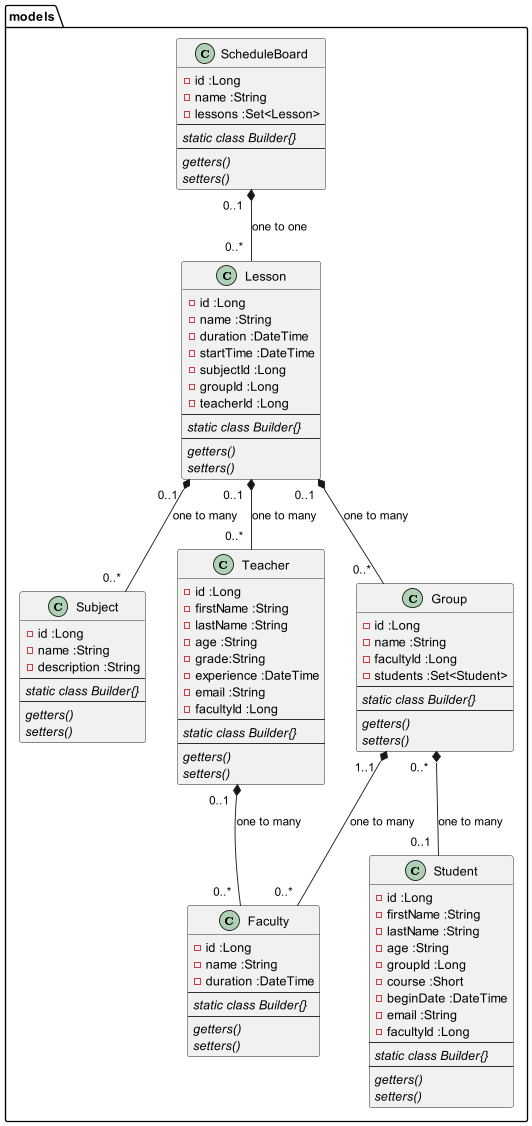 models
C ScheduleBoard
id :Long
name :String
lessons :Set<Lesson>
static class Builder{}
getters()
setters()
0..1
one to one
0..*
C Lesson
id :Long
name :String
duration :DateTime
startTime :DateTime
subjectId :Long
groupId :Long
teacherId :Long
static class Builder{}
getters()
setters()
0..1
0..1
0..1
one to many
one to many
one to many
0..*
0..*
0..*
C Subject
id :Long
name :String
description :String
static class Builder{}
getters()
setters()
C Teacher
id :Long
firstName :String
lastName :String
age :String
grade:String
experience :DateTime
email :String
facultyId :Long
static class Builder{}
getters()
setters()
C Group
id :Long
name :String
facultyId :Long
students :Set<Student>
static class Builder{}
getters()
setters()
0..1
1..1
0..*
one to many
one to many
one to many
0..*
0..*
0..1
C Faculty
id :Long
name :String
duration :DateTime
static class Builder{}
getters()
setters()
C Student
id :Long
firstName :String
lastName :String
age :String
groupId :Long
course :Short
beginDate :DateTime
email :String
facultyId :Long
static class Builder{}
getters()
setters()